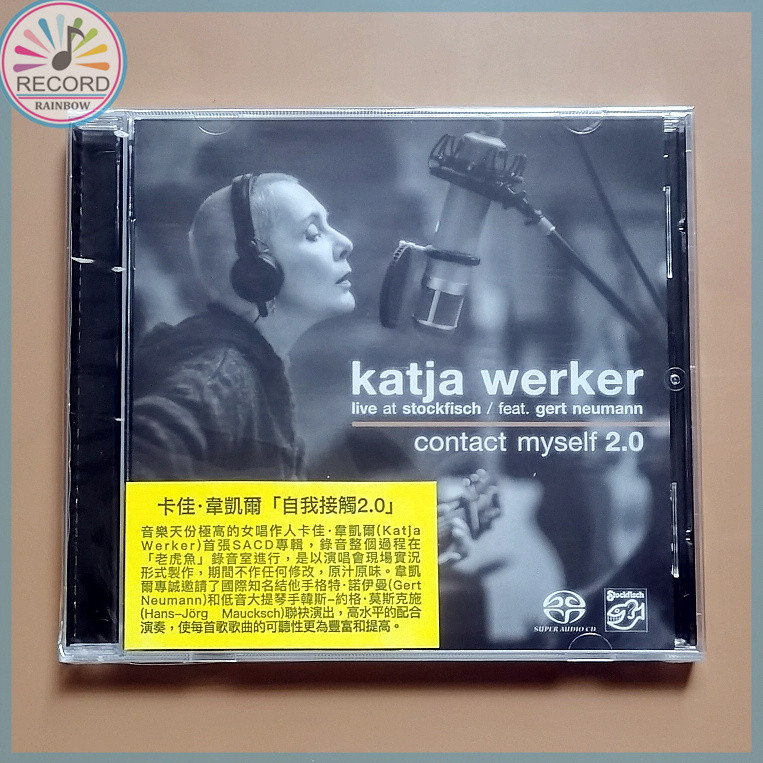 RECORD
RAINBOW
katja werker
live at stockfisch / feat. gert neumann
contact myself 2.0
卡佳·韋凱爾「自我接觸2.0」
音樂天份極高的女唱作人卡佳·韋凱爾(Katja
Werker)首張SACD專輯，錄音整個過程在
「老虎魚」錄音室進行，是以演唱會現場實況
形式製作，期間不作任何修改，原汁原味。韋凱
爾專誠邀請了國際知名結他手格特·諾伊曼(Gert
Neumann)和低音大提琴手韓斯-約格·莫斯克施
(Hans-Jörg Maucksch)聯袂演出，高水平的配合
演奏，使每首歌歌曲的可聽性更為豐富和提高。
SUPER AUDIO CD
Stockfisch